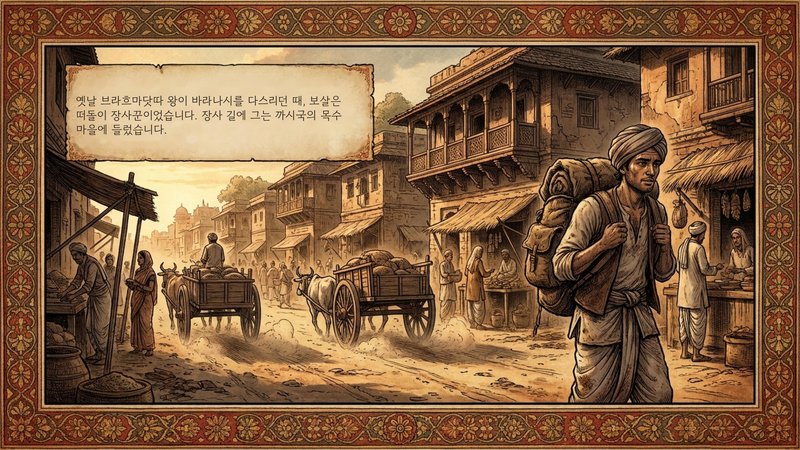 옛날 브라흐마닷따 왕이 바라나시를 다스리던 때, 보살은
떠돌이 장사꾼이었습니다. 장사 길에 그는 까시국의 목수
마을에 들렀습니다.